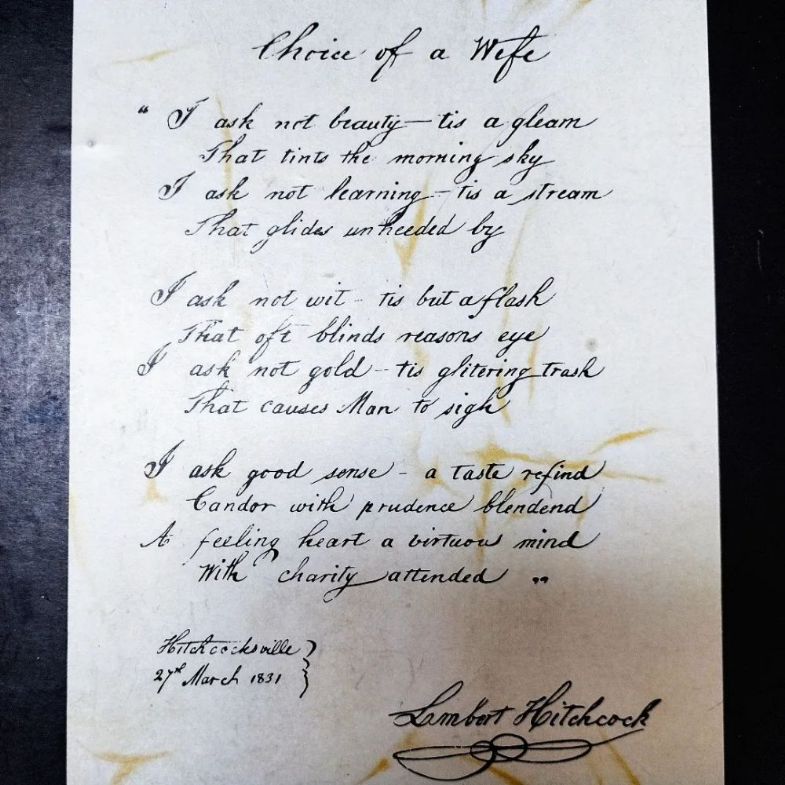 Choice of a Wife
"I ask not beauty — tis a gleam
That tints the morning sky
I ask not learning — tis a stream
That glides unheeded by
I ask not wit - tis but a flash
That oft blinds reasons eye
I ask not gold - tis glitering trash
That causes Man to sigh
I ask good sense - a taste refind
Candor with prudence blendend
A feeling heart a virtuous mind
With charity attended "
Hitchcocksville }
27th March 1831 }
Lambert Hitchcock